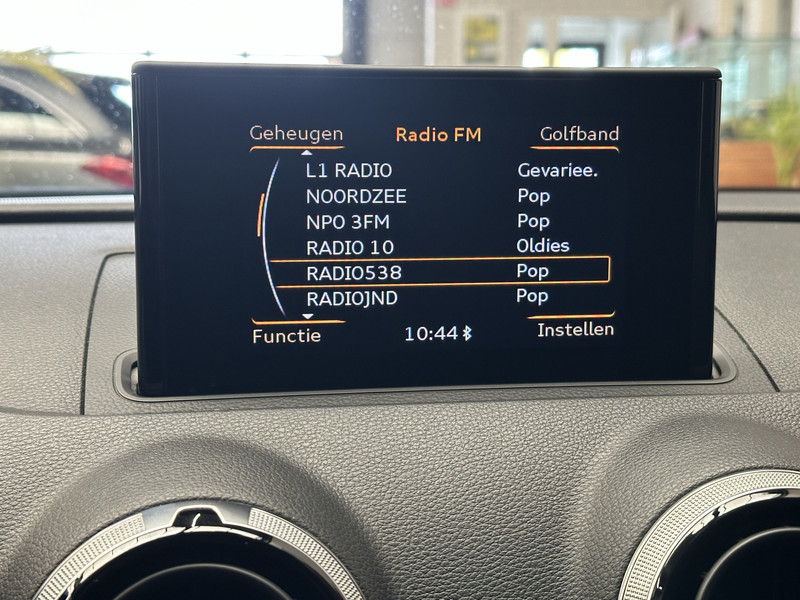 Geheugen Radio FM Golfband
L1 RADIO Gevariee.
NOORDZEE Pop
NPO 3FM Pop
RADIO 10 Oldies
RADIO538 Pop
RADIOJND Pop
Functie 10:44 Instellen